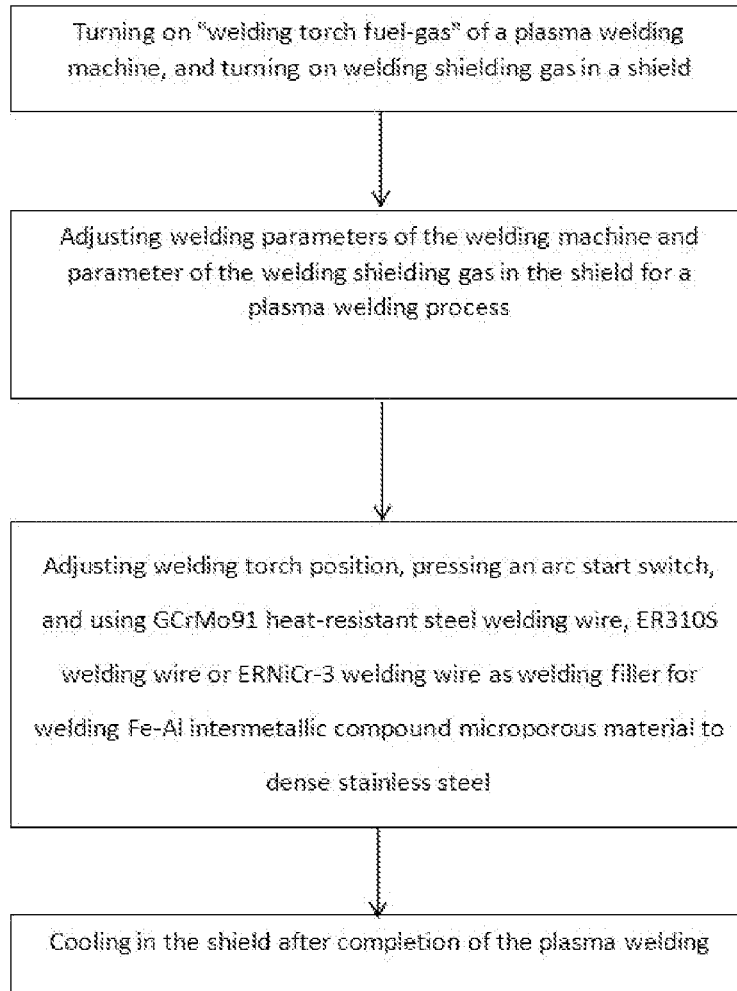 Turning on "welding torch fuel-gas" of a plasma welding
machine, and turning on welding shielding gas in a shield
Adjusting welding parameters of the welding machine and
parameter of the welding shielding gas in the shield for a
plasma welding process
Adjusting welding torch position, pressing an arc start switch,
and using GCrMo91 heat-resistant steel welding wire, ER310S
welding wire or ERNiCr-3 welding wire as welding filler for
welding Fe-Al intermetallic compound microporous material to
dense stainless steel
Cooling in the shield after completion of the plasma welding